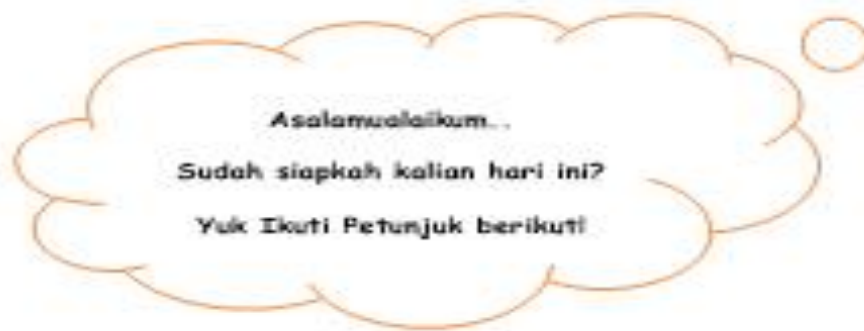 Asalamualaikum..
Sudah siapkah kalian hari ini?
Yuk Ikuti Petunjuk berikut!